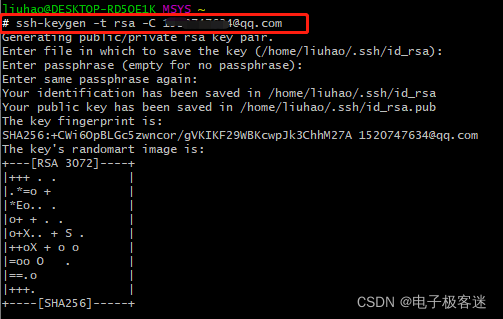 liuhao@DESKTOP-RD5QE1K MSYS ~
# ssh-keygen -t rsa -C @qq.com
Generating public/private rsa key pair.
Enter file in which to save the key (/home/liuhao/.ssh/id_rsa):
Enter passphrase (empty for no passphrase):
Enter same passphrase again:
Your identification has been saved in /home/liuhao/.ssh/id_rsa
Your public key has been saved in /home/liuhao/.ssh/id_rsa.pub
The key fingerprint is:
SHA256:+CWi6OpBLGc5zwncor/gVKIKF29WBKcwpJk3ChhM27A 1520747634@qq.com
The key's randomart image is:
+---[RSA 3072]----+
|+++ . .          |
|.*=o +           |
|*Eo.. .          |
|o+ + . .         |
|o+X.. + S .      |
|++oX + o o       |
|=oo O   .        |
|==.o             |
|+++.             |
+----[SHA256]-----+
CSDN @电子极客迷